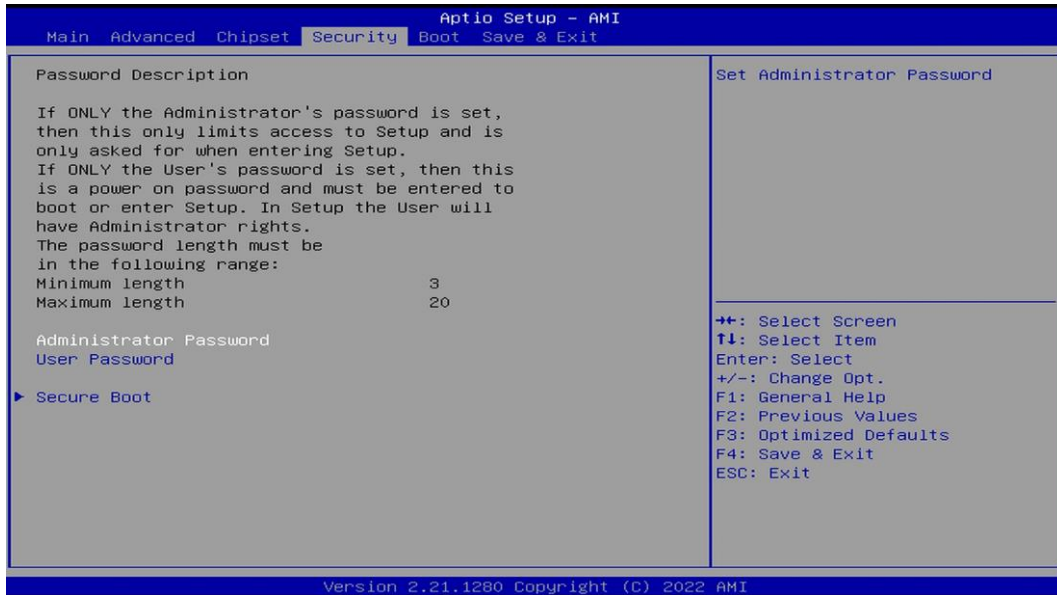 Aptio Setup – AMI
Main Advanced Chipset Security Boot Save & Exit
Password Description
If ONLY the Administrator's password is set,
then this only limits access to Setup and is
only asked for when entering Setup.
If ONLY the User's password is set, then this
is a power on password and must be entered to
boot or enter Setup. In Setup the User will
have Administrator rights.
The password length must be
in the following range:
Minimum length 3
Maximum length 20
Administrator Password
User Password
► Secure Boot
Set Administrator Password
→←: Select Screen
↑↓: Select Item
Enter: Select
+/-: Change Opt.
F1: General Help
F2: Previous Values
F3: Optimized Defaults
F4: Save & Exit
ESC: Exit
Version 2.21.1280 Copyright (C) 2022 AMI